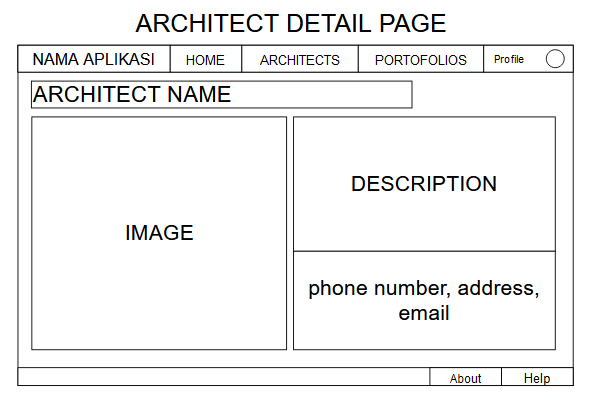 ARCHITECT DETAIL PAGE
NAMA APLIKASI HOME ARCHITECTS PORTOFOLIOS Profile
ARCHITECT NAME
IMAGE
DESCRIPTION
phone number, address,
email
About Help